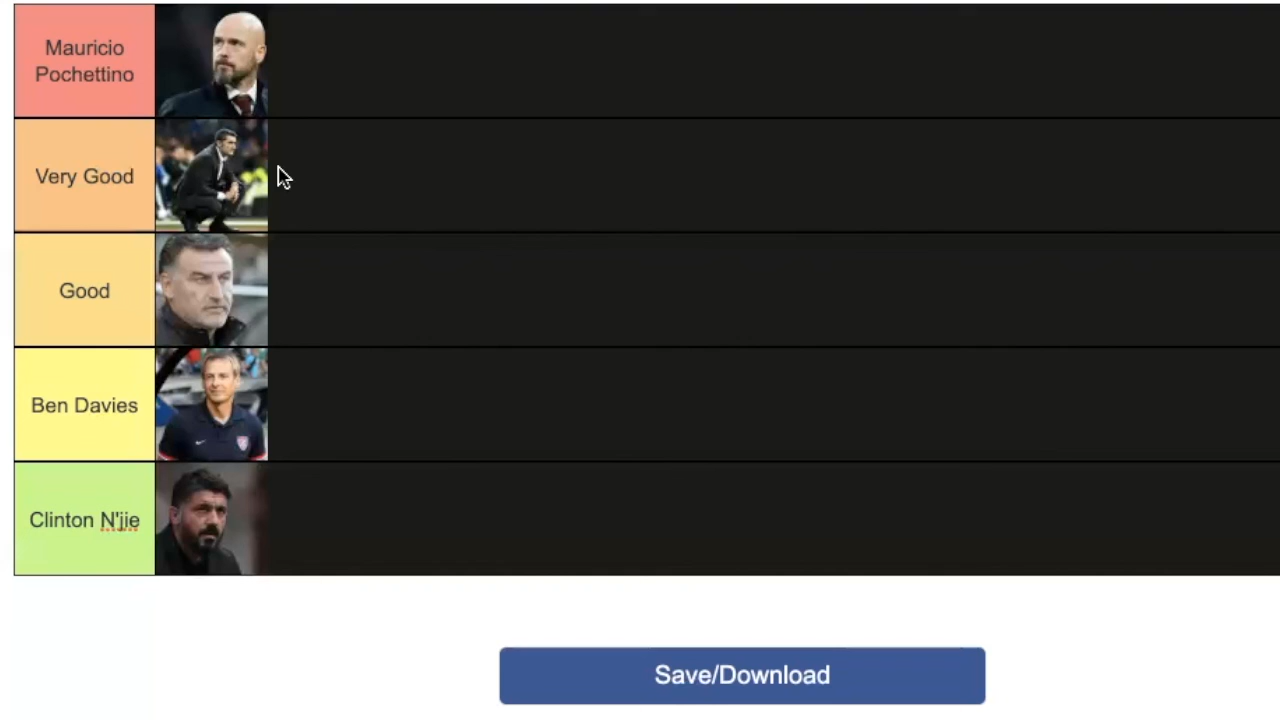 Mauricio
Pochettino
Very Good
Good
Ben Davies
Clinton N'jie
Save/Download